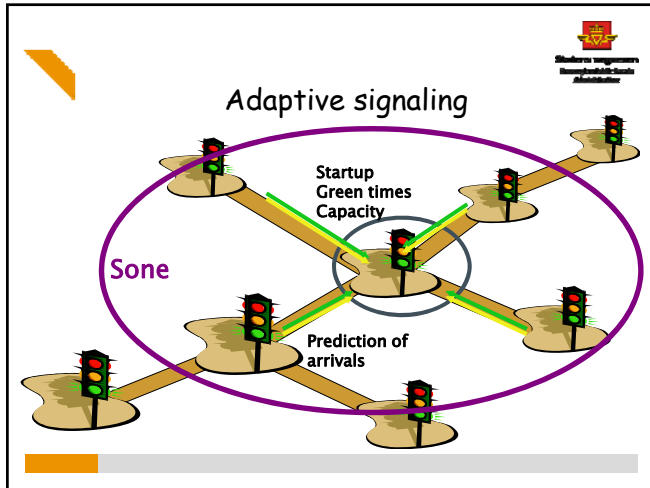 Adaptive signaling
Startup
Green times
Capacity
Sone
Prediction of
arrivals